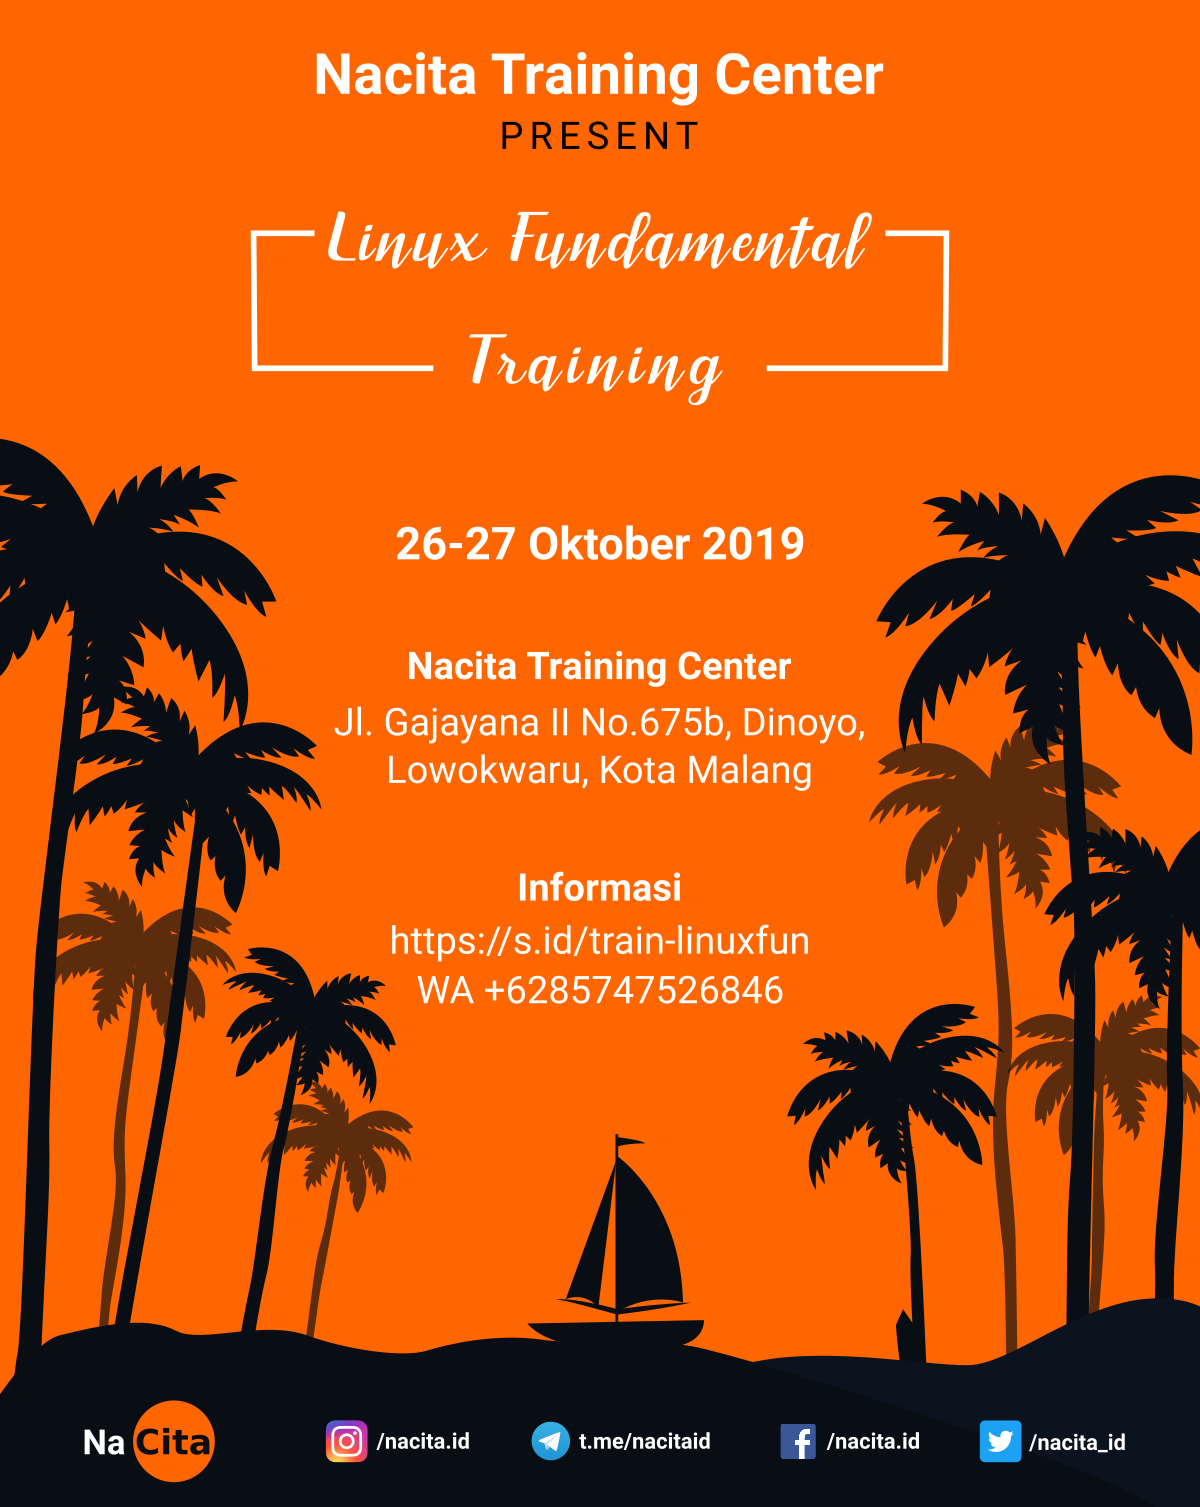 Nacita Training Center
PRESENT
Linux Fundamental
Training
26-27 Oktober 2019
Nacita Training Center
Jl. Gajayana II No.675b, Dinoyo,
Lowokwaru, Kota Malang
Informasi
https://s.id/train-linuxfun
WA +6285747526846
Na Cita
/nacita.id
t.me/nacitaid
/nacita.id
/nacita_id